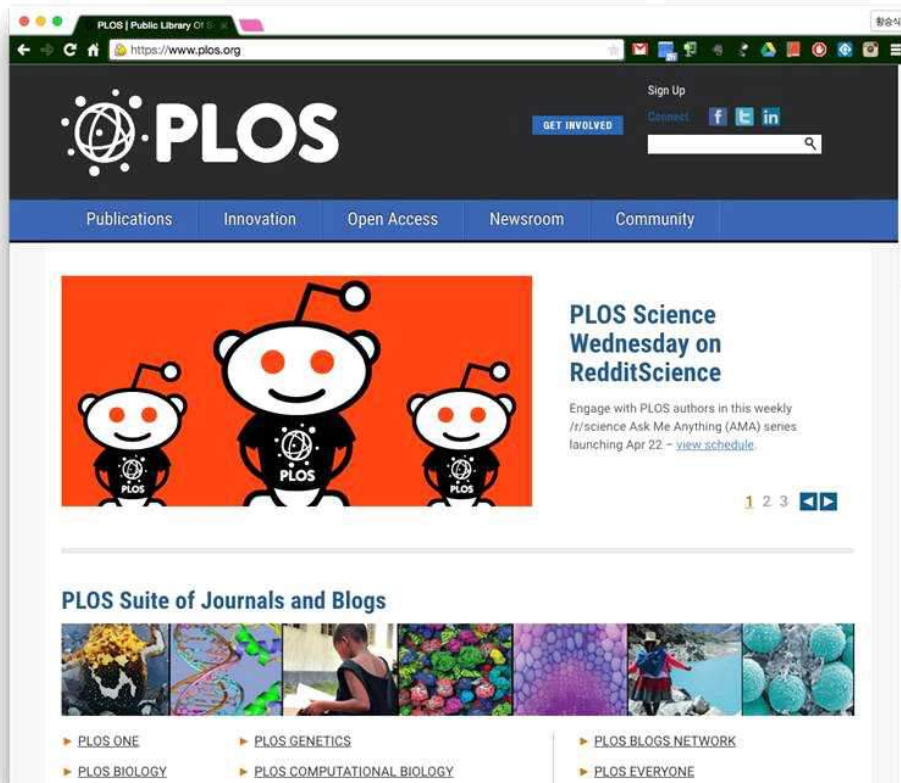 PLOS | Public Library Of S
황승식
https://www.plos.org
PLOS
Sign Up
GET INVOLVED
Connect
Publications
Innovation
Open Access
Newsroom
Community
PLOS
PLOS
PLOS
PLOS Science
Wednesday on
RedditScience
Engage with PLOS authors in this weekly
/r/science Ask Me Anything (AMA) series
launching Apr 22 – view schedule.
1 2 3
PLOS Suite of Journals and Blogs
PLOS ONE
PLOS GENETICS
PLOS BLOGS NETWORK
PLOS BIOLOGY
PLOS COMPUTATIONAL BIOLOGY
PLOS EVERYONE